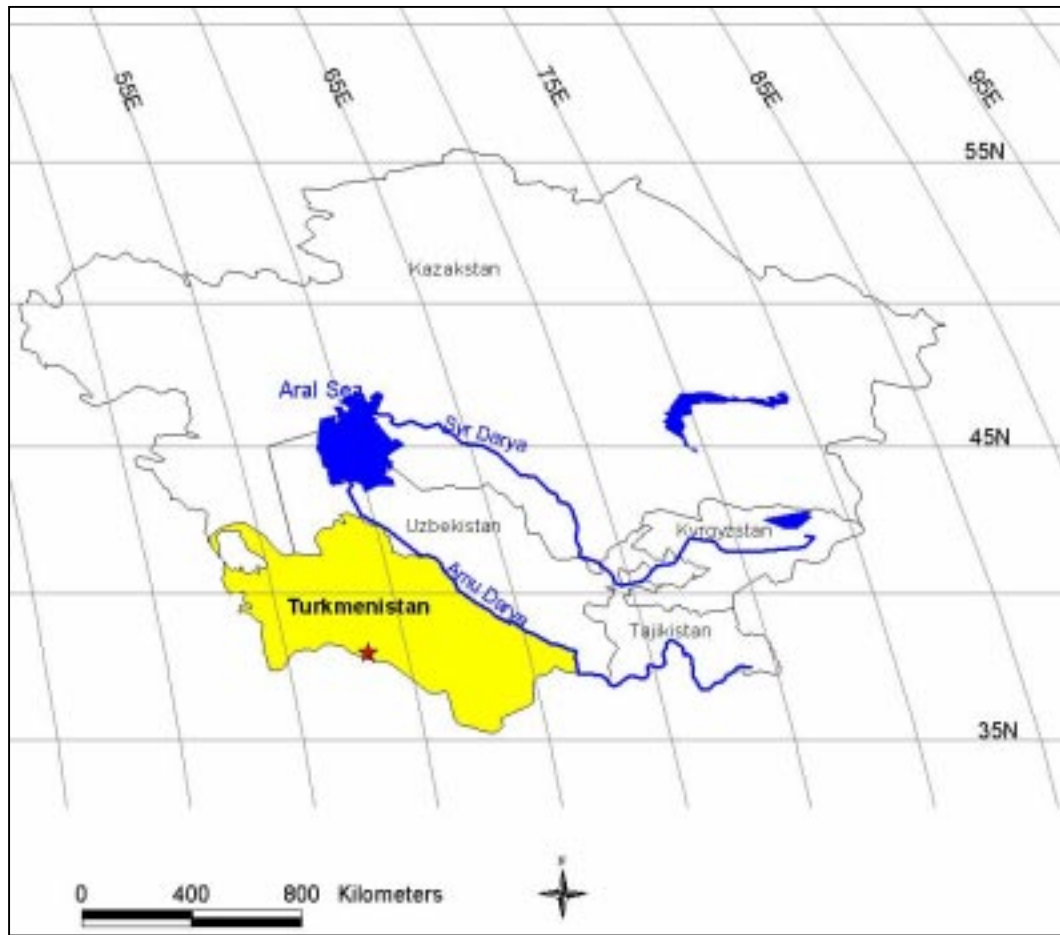 55E
65E
75E
85E
95E
55N
Kazakstan
Aral Sea
Syr Darya
45N
Uzbekistan
Kyrgyzstan
Amu Darya
Turkmenistan
Tajikistan
35N
N
0 400 800 Kilometers